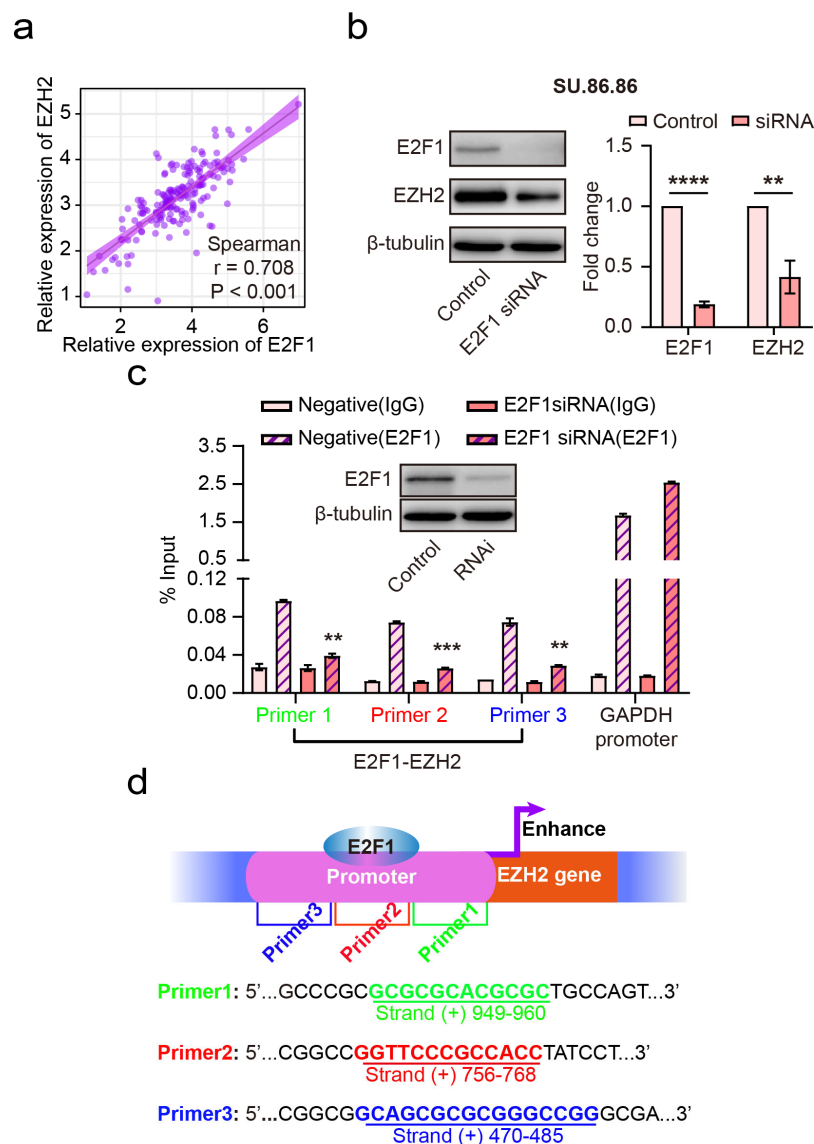 a
Relative expression of EZH2
5
4
3
2
1
Spearman
r = 0.708
P < 0.001
2 4 6
Relative expression of E2F1
b
SU.86.86
E2F1
EZH2
β-tubulin
Control
E2F1 siRNA
Control siRNA
Fold change
1.5
1.0
0.5
0.0
****
**
E2F1 EZH2
c
Negative(IgG) E2F1siRNA(IgG)
Negative(E2F1) E2F1 siRNA(E2F1)
% Input
3.5
2.5
1.5
0.5
0.12
0.08
0.04
0.00
E2F1
β-tubulin
Control
RNAi
**
***
**
Primer 1 Primer 2 Primer 3 GAPDH
promoter
E2F1-EZH2
d
Enhance
E2F1
Promoter
EZH2 gene
Primer3
Primer2
Primer1
Primer1: 5’...GCCCGCGCGCGCACGCGCTGCCAGT...3’
Strand (+) 949-960
Primer2: 5’...CGGCCGGTTCCCGCCACCTATCCT...3’
Strand (+) 756-768
Primer3: 5’...CGGCGGCAGCGCGCGGGCCGGGCGA...3’
Strand (+) 470-485